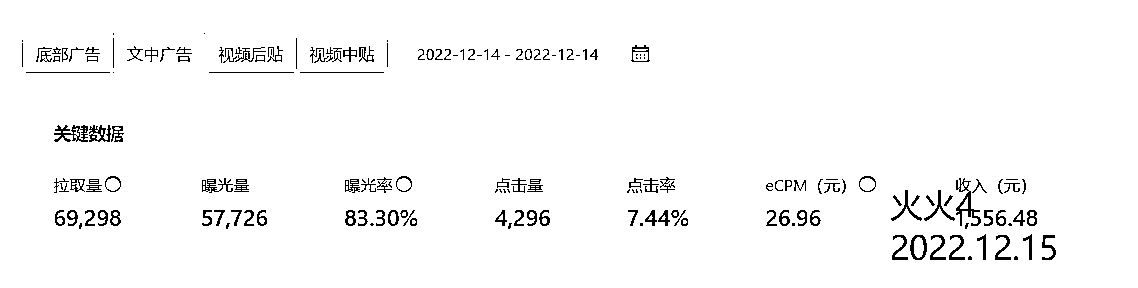 底部广告 文中广告 视频后贴 视频中贴 2022-12-14 - 2022-12-14
关键数据
拉取量 曝光量 曝光率 点击量 点击率 eCPM（元） 收入（元）
69,298 57,726 83.30% 4,296 7.44% 26.96 1,556.48
火火4
2022.12.15